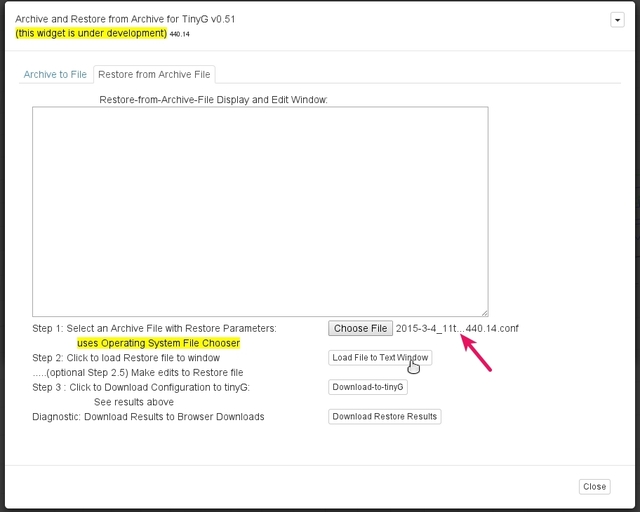 Archive and Restore from Archive for TinyG v0.51
(this widget is under development) 440.14
Archive to File
Restore from Archive File
Restore-from-Archive-File Display and Edit Window:
Step 1: Select an Archive File with Restore Parameters:
Choose File 2015-3-4_11t...440.14.conf
uses Operating System File Chooser
Step 2: Click to load Restore file to window
Load File to Text Window
.....(optional Step 2.5) Make edits to Restore file
Step 3 : Click to Download Configuration to tinyG:
Download-to-tinyG
See results above
Diagnostic: Download Results to Browser Downloads
Download Restore Results
Close